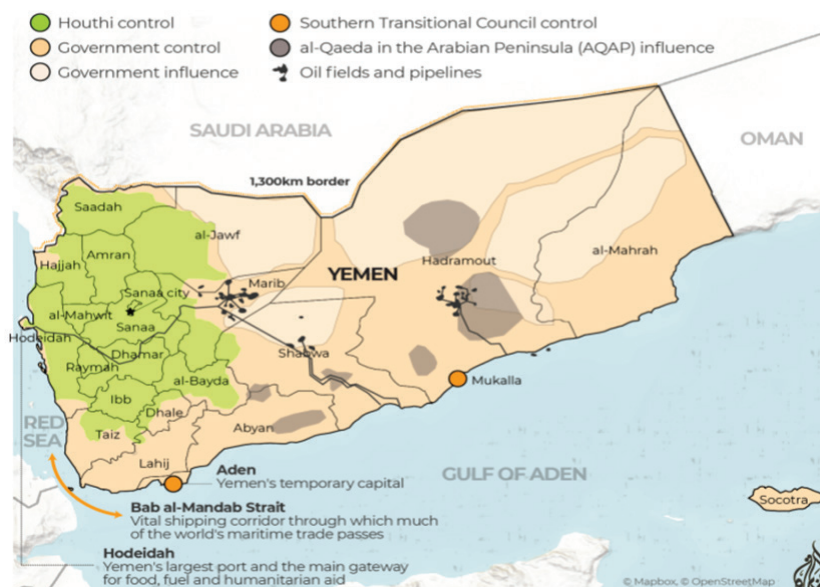 Houthi control
Government control
Government influence
Southern Transitional Council control
al-Qaeda in the Arabian Peninsula (AQAP) influence
Oil fields and pipelines
SAUDI ARABIA
OMAN
1,300km border
Saadah
al-Jawf
Amran
Hajjah
Marib
YEMEN
Hadramout
al-Mahrah
Sanaa city
al-Mahwit
Sanaa
Hodeidah
Dhamar
Raymah
Shabwa
al-Bayda
Ibb
Mukalla
Dhale
RED
SEA
Taiz
Abyan
Lahij
Aden
Yemen's temporary capital
GULF OF ADEN
Socotra
Bab al-Mandab Strait
Vital shipping corridor through which much
of the world's maritime trade passes
Hodeidah
Yemen's largest port and the main gateway
for food, fuel and humanitarian aid
© Mapbox, © OpenStreetMap